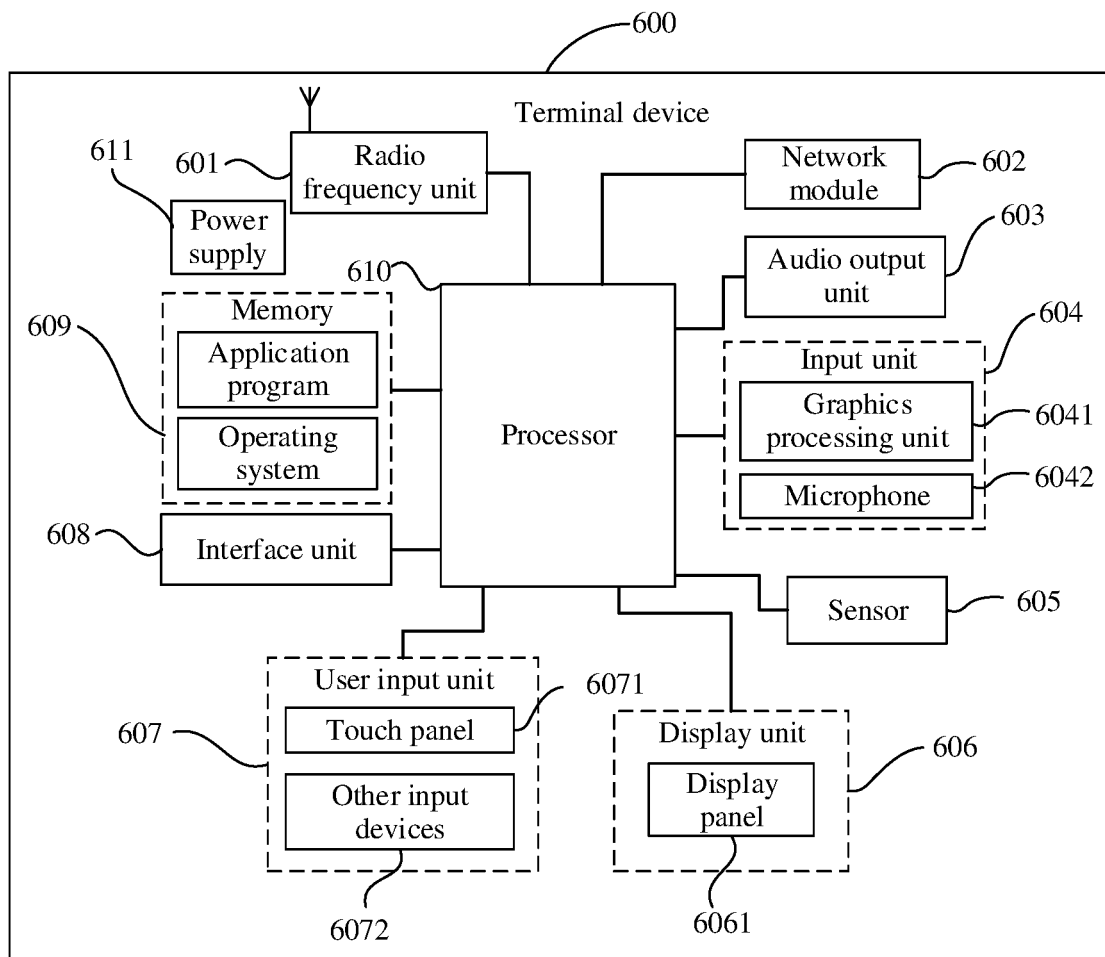 600
Terminal device
611
601
Radio
frequency unit
Network
module
602
Power
supply
603
Audio output
unit
610
Memory
609
Application
program
Operating
system
604
Input unit
Graphics
processing unit
6041
Processor
Microphone
6042
608
Interface unit
Sensor
605
User input unit
6071
607
Touch panel
Other input
devices
6072
Display unit
606
Display
panel
6061